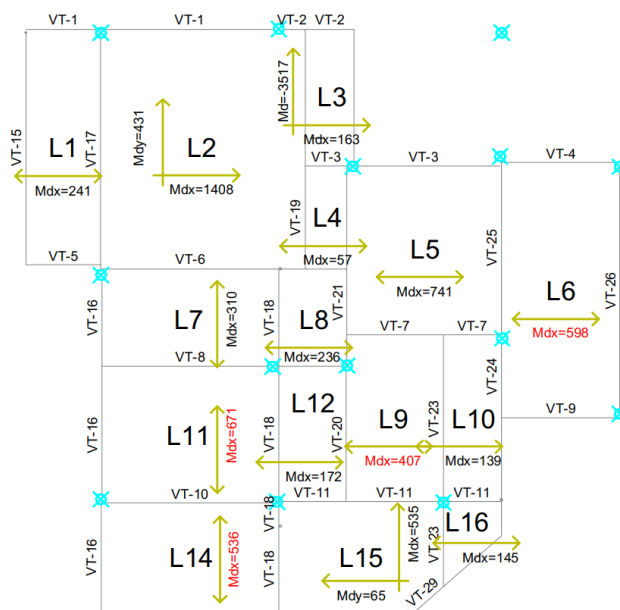 VT-1
VT-1
VT-2
VT-2
VT-15
L1
VT-17
Mdx=241
Mdy=431
L2
Mdx=1408
Md=-3517
L3
Mdx=163
VT-3
VT-3
VT-4
VT-5
VT-6
VT-19
L4
Mdx=57
VT-21
L5
Mdx=741
VT-25
L6
Mdx=598
VT-26
VT-16
L7
Mdx=310
VT-18
L8
Mdx=236
VT-7
VT-7
VT-24
VT-8
VT-9
VT-16
L11
Mdx=671
VT-18
L12
Mdx=172
VT-20
L9
Mdx=407
VT-23
L10
Mdx=139
VT-10
VT-11
VT-11
VT-11
VT-16
L14
Mdx=536
VT-18
VT-18
L15
Mdy=65
Mdx=535
VT-23
L16
Mdx=145
VT-29